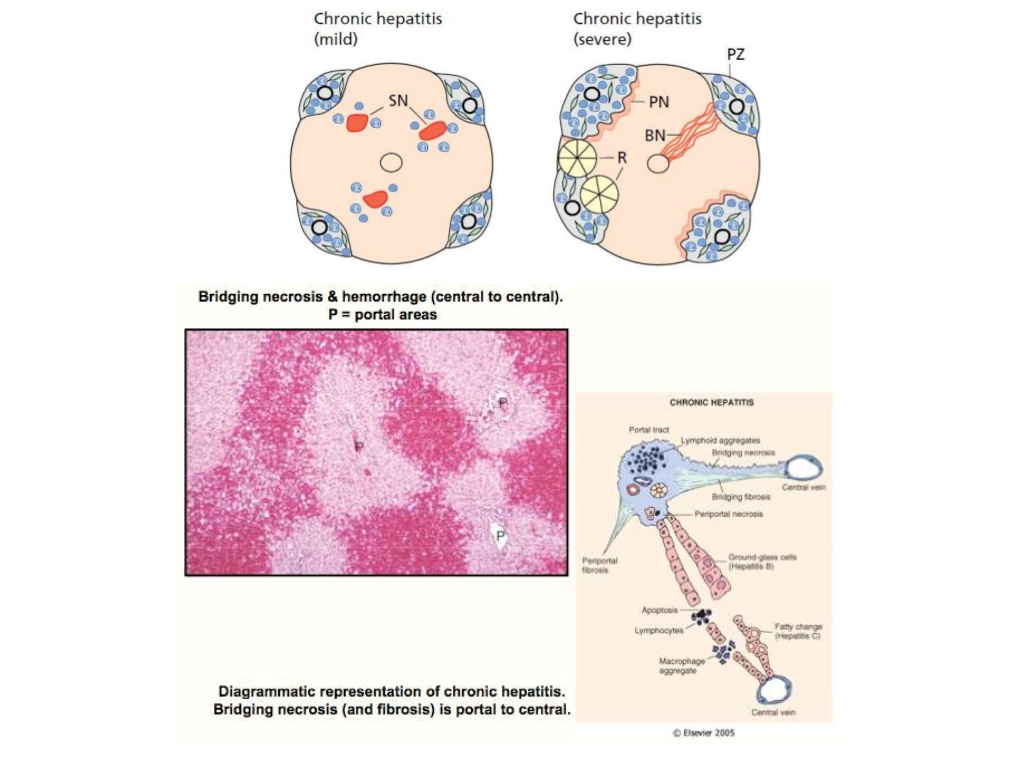 Chronic hepatitis
(mild)
Chronic hepatitis
(severe)
PZ
SN
PN
BN
R
Bridging necrosis & hemorrhage (central to central).
P = portal areas
P
P
P
CHRONIC HEPATITIS
Portal tract
Lymphoid aggregates
Bridging necrosis
Central vein
Bridging fibrosis
Periportal necrosis
Periportal
fibrosis
Ground-glass cells
(Hepatitis B)
Apoptosis
Lymphocytes
Fatty change
(Hepatitis C)
Macrophage
aggregate
Central vein
Diagrammatic representation of chronic hepatitis.
Bridging necrosis (and fibrosis) is portal to central.
© Elsevier 2005